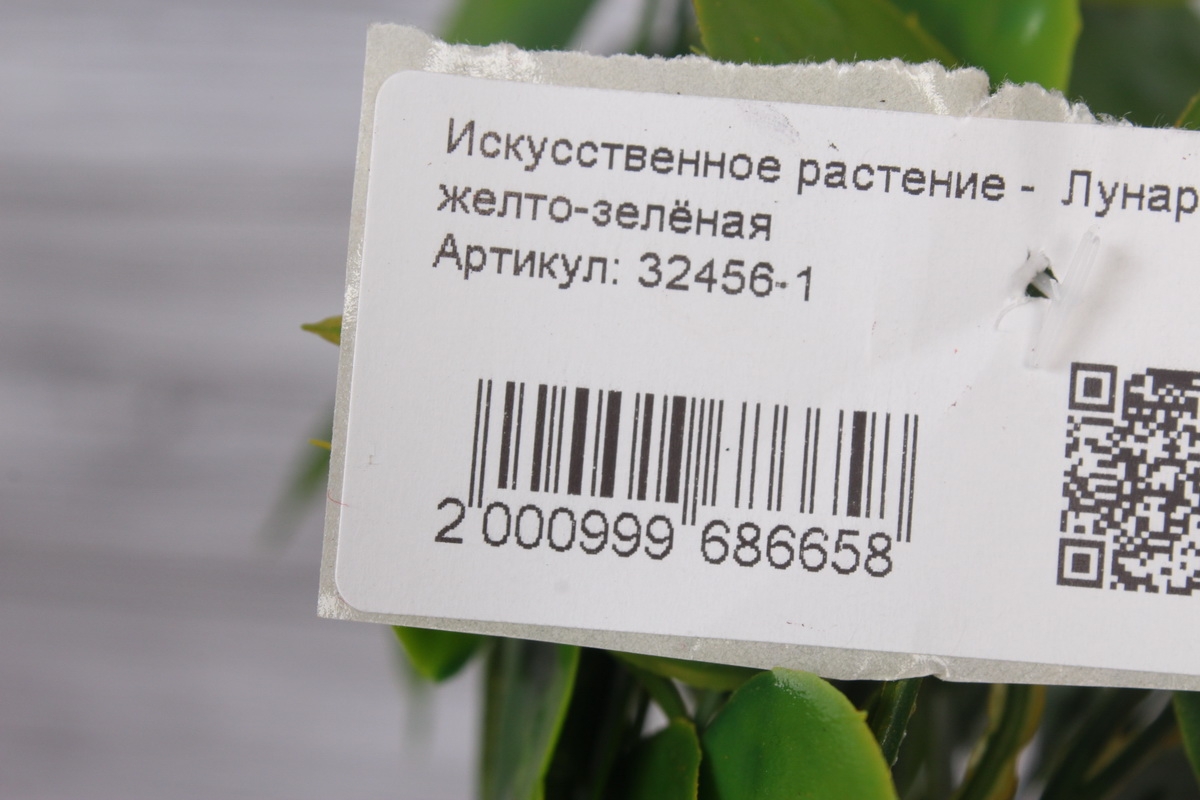 Искусственное растение - Лунар
желто-зелёная
Артикул: 32456-1
2 000999 686658